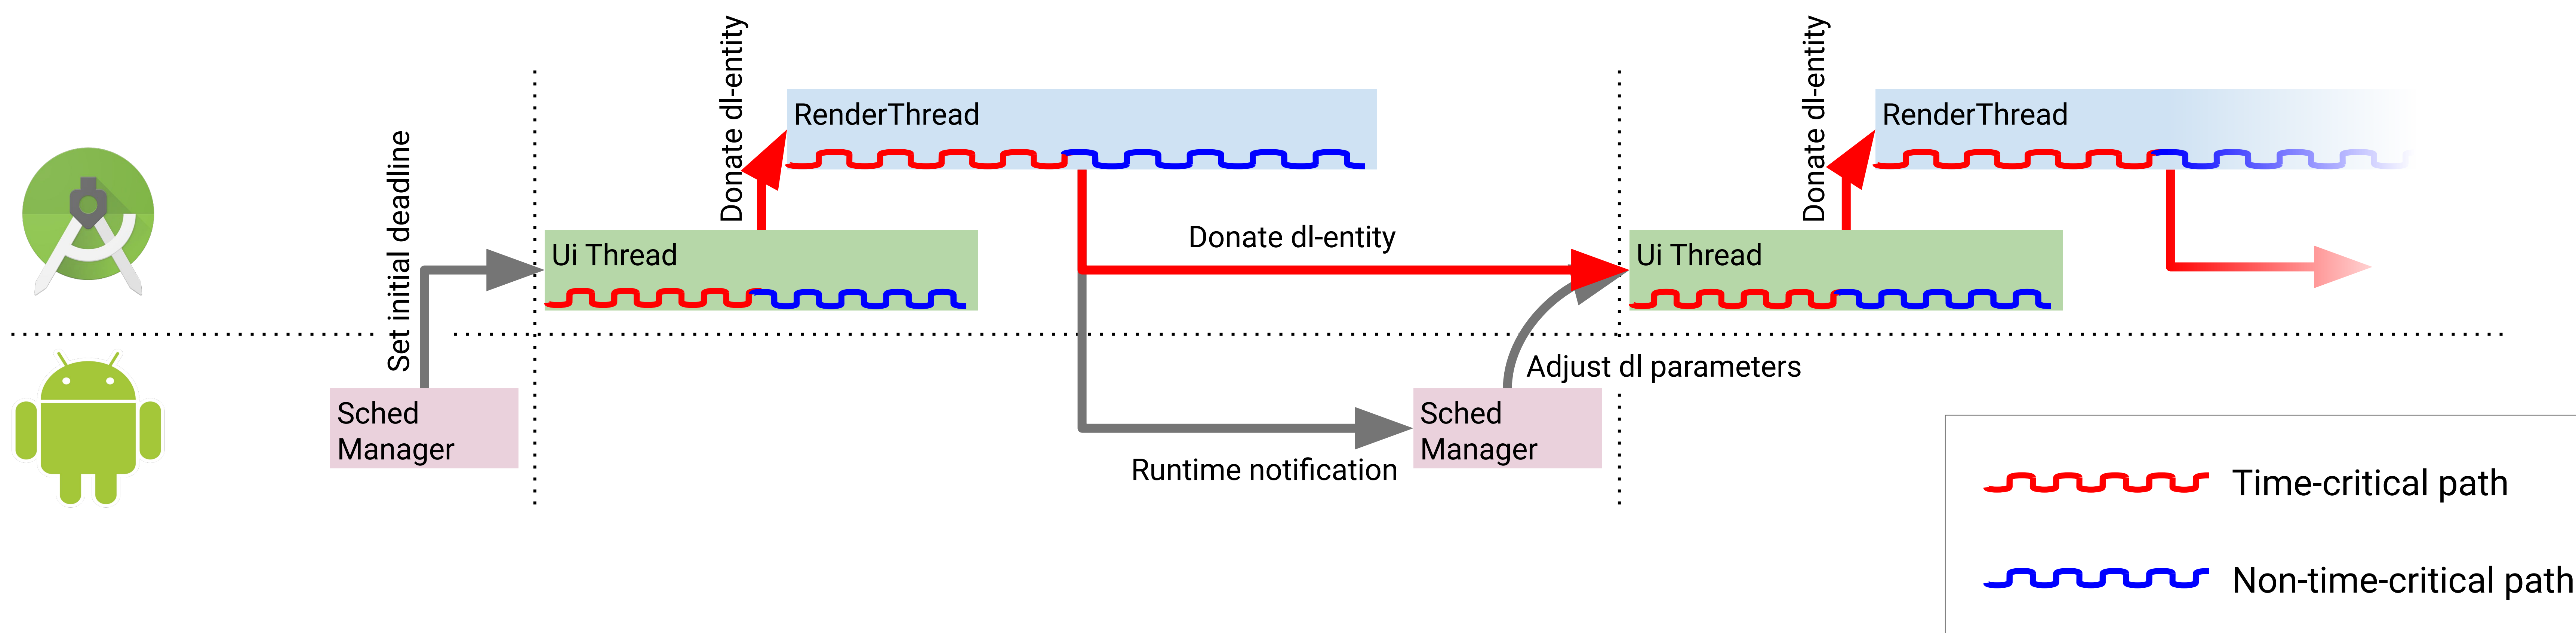 Set initial deadline
Sched
Manager
Ui Thread
Donate dl-entity
RenderThread
Donate dl-entity
Runtime notification
Sched
Manager
Adjust dl parameters
Ui Thread
Donate dl-entity
RenderThread
Time-critical path
Non-time-critical path